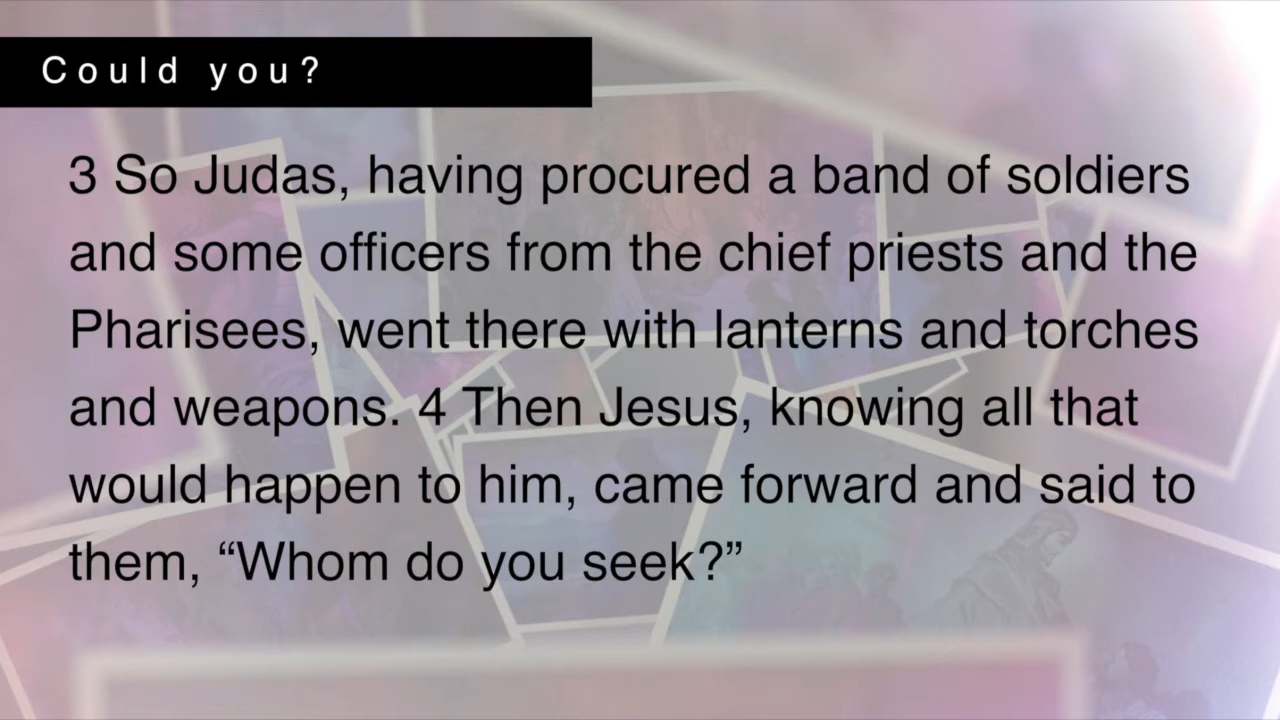 Could you?
3 So Judas, having procured a band of soldiers
and some officers from the chief priests and the
Pharisees, went there with lanterns and torches
and weapons. 4 Then Jesus, knowing all that
would happen to him, came forward and said to
them, “Whom do you seek?”